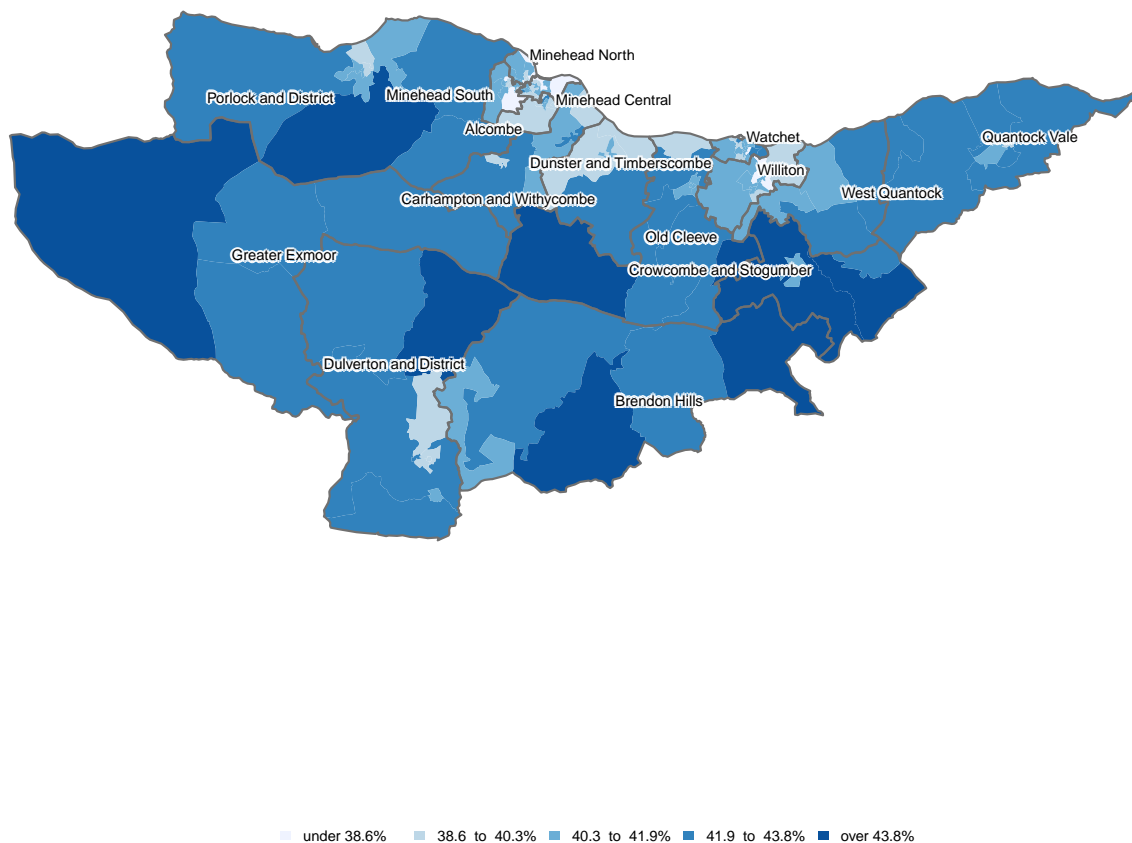 Minehead North
Porlock and District
Minehead South
Minehead Central
Alcombe
Watchet
Quantock Vale
Dunster and Timberscombe
Williton
Carhampton and Withycombe
West Quantock
Old Cleeve
Greater Exmoor
Crowcombe and Stogumber
Dulverton and District
Brendon Hills
under 38.6% 38.6 to 40.3% 40.3 to 41.9% 41.9 to 43.8% over 43.8%